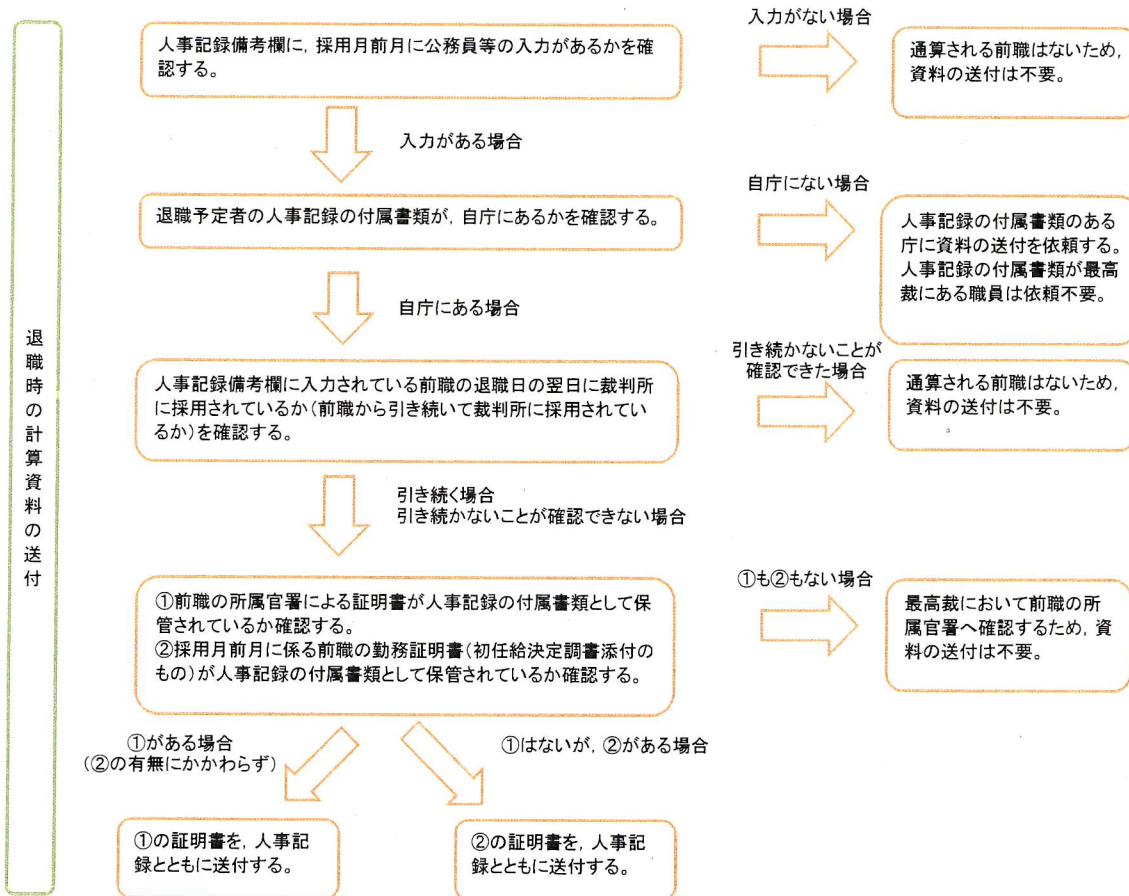 退職時の計算資料の送付
人事記録備考欄に，採用月前月に公務員等の入力があるかを確
認する。
入力がない場合
通算される前職はないため，
資料の送付は不要。
入力がある場合
退職予定者の人事記録の付属書類が，自庁にあるかを確認する。
自庁にない場合
人事記録の付属書類のある
庁に資料の送付を依頼する。
人事記録の付属書類が最高
裁にある職員は依頼不要。
自庁にある場合
人事記録備考欄に入力されている前職の退職日の翌日に裁判所
に採用されているか（前職から引き続いて裁判所に採用されてい
るか）を確認する。
引き続かないことが
確認できた場合
通算される前職はないため，
資料の送付は不要。
引き続く場合
引き続かないことが確認できない場合
①前職の所属官署による証明書が人事記録の付属書類として保
管されているか確認する。
②採用月前月に係る前職の勤務証明書（初任給決定調書添付の
もの）が人事記録の付属書類として保管されているか確認する。
①も②もない場合
最高裁において前職の所
属官署へ確認するため，資
料の送付は不要。
①がある場合
（②の有無にかかわらず）
①はないが，②がある場合
①の証明書を，人事記
録とともに送付する。
②の証明書を，人事記
録とともに送付する。